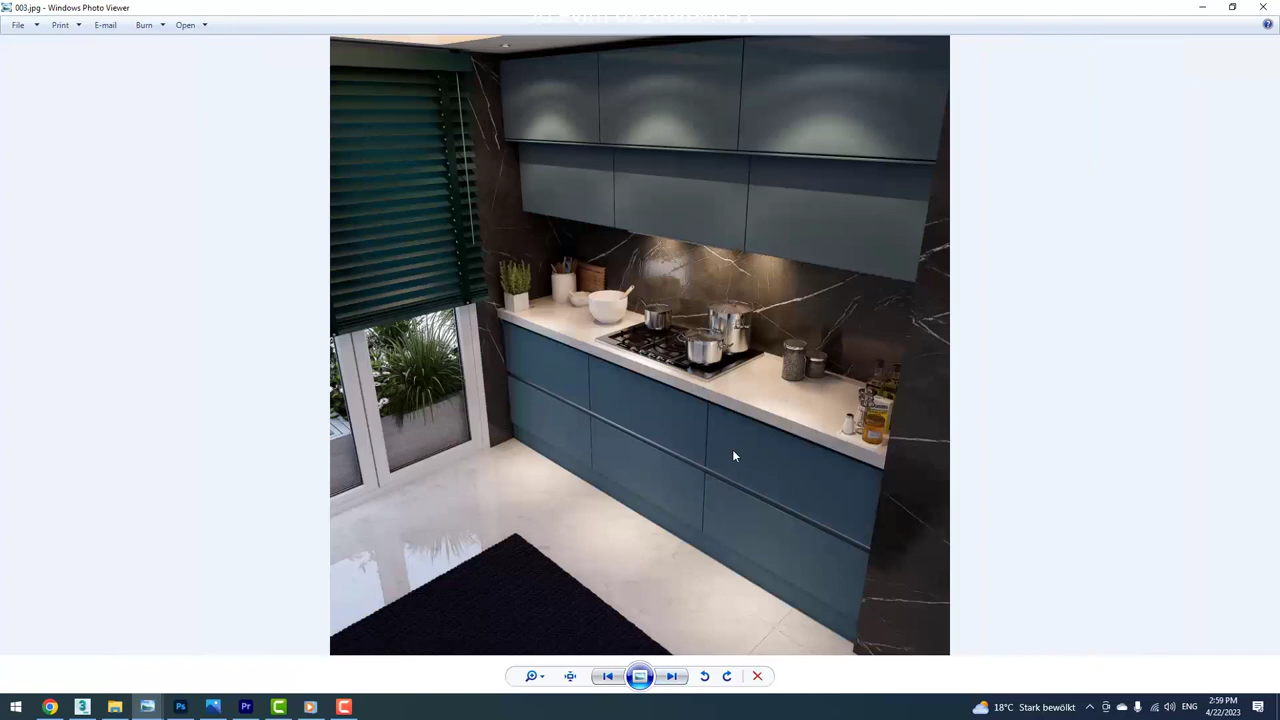 003.jpg - Windows Photo Viewer
File Print E-mail Burn Open
18°C Stark bewölkt
ENG
2:59 PM
4/22/2023